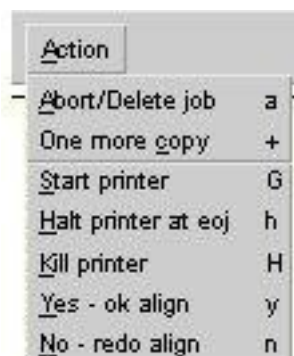 Action
Abort/Delete job a
One more copy +
Start printer G
Halt printer at eoj h
Kill printer H
Yes - ok align y
No - redo align n